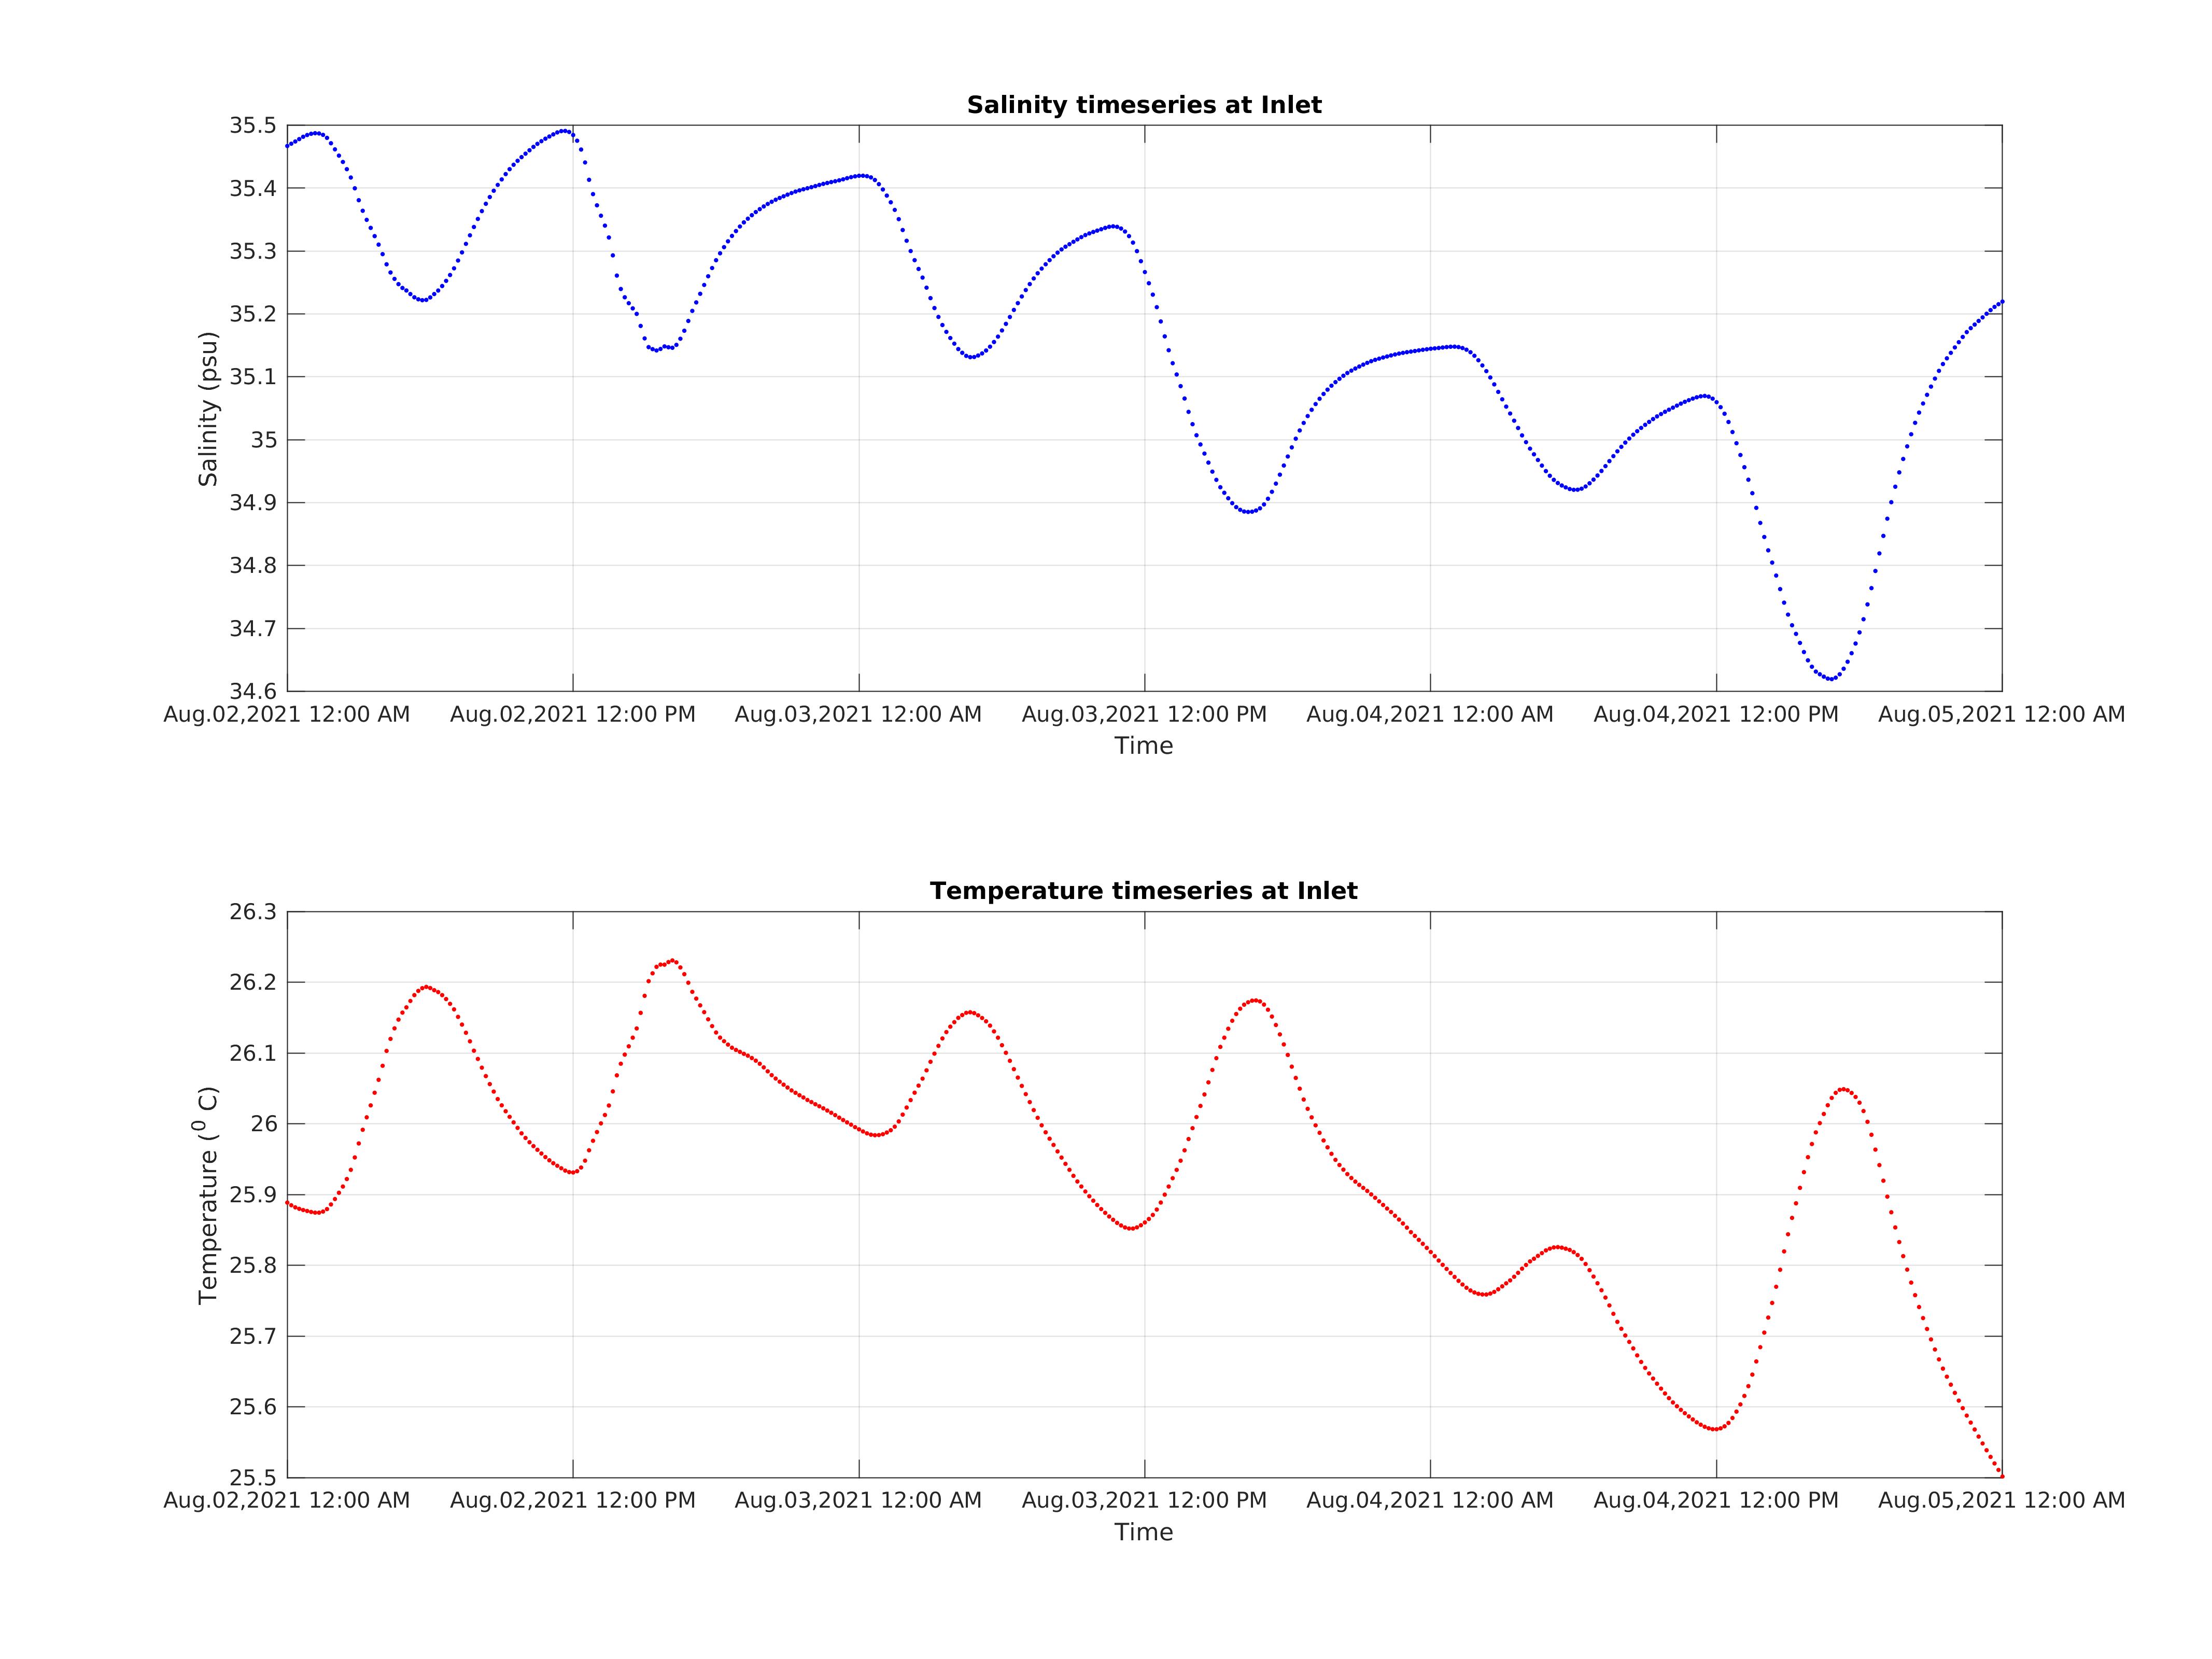 Salinity timeseries at Inlet
35.5
35.4
35.3
35.2
35.1
35
34.9
34.8
34.7
34.6
Salinity (psu)
Aug.02,2021 12:00 AM Aug.02,2021 12:00 PM Aug.03,2021 12:00 AM Aug.03,2021 12:00 PM Aug.04,2021 12:00 AM Aug.04,2021 12:00 PM Aug.05,2021 12:00 AM
Time
Temperature timeseries at Inlet
26.3
26.2
26.1
26
25.9
25.8
25.7
25.6
25.5
Temperature (⁰ C)
Aug.02,2021 12:00 AM Aug.02,2021 12:00 PM Aug.03,2021 12:00 AM Aug.03,2021 12:00 PM Aug.04,2021 12:00 AM Aug.04,2021 12:00 PM Aug.05,2021 12:00 AM
Time